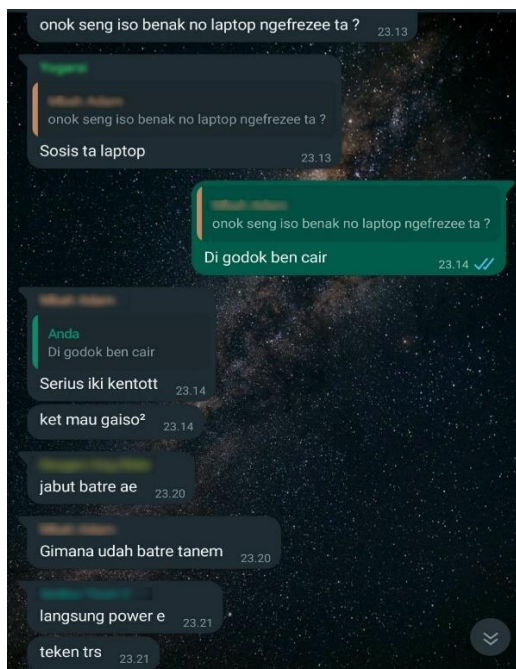 onok seng iso benak no laptop ngefrezee ta ?
23.13
onok seng iso benak no laptop ngefrezee ta ?
Sosis ta laptop
23.13
onok seng iso benak no laptop ngefrezee ta ?
Di godok ben cair
23.14
Anda
Di godok ben cair
Serius iki kentott
23.14
ket mau gaiso²
23.14
jabut batre ae
23.20
Gimana udah batre tanem
23.20
langsung power e
23.21
teken trs
23.21